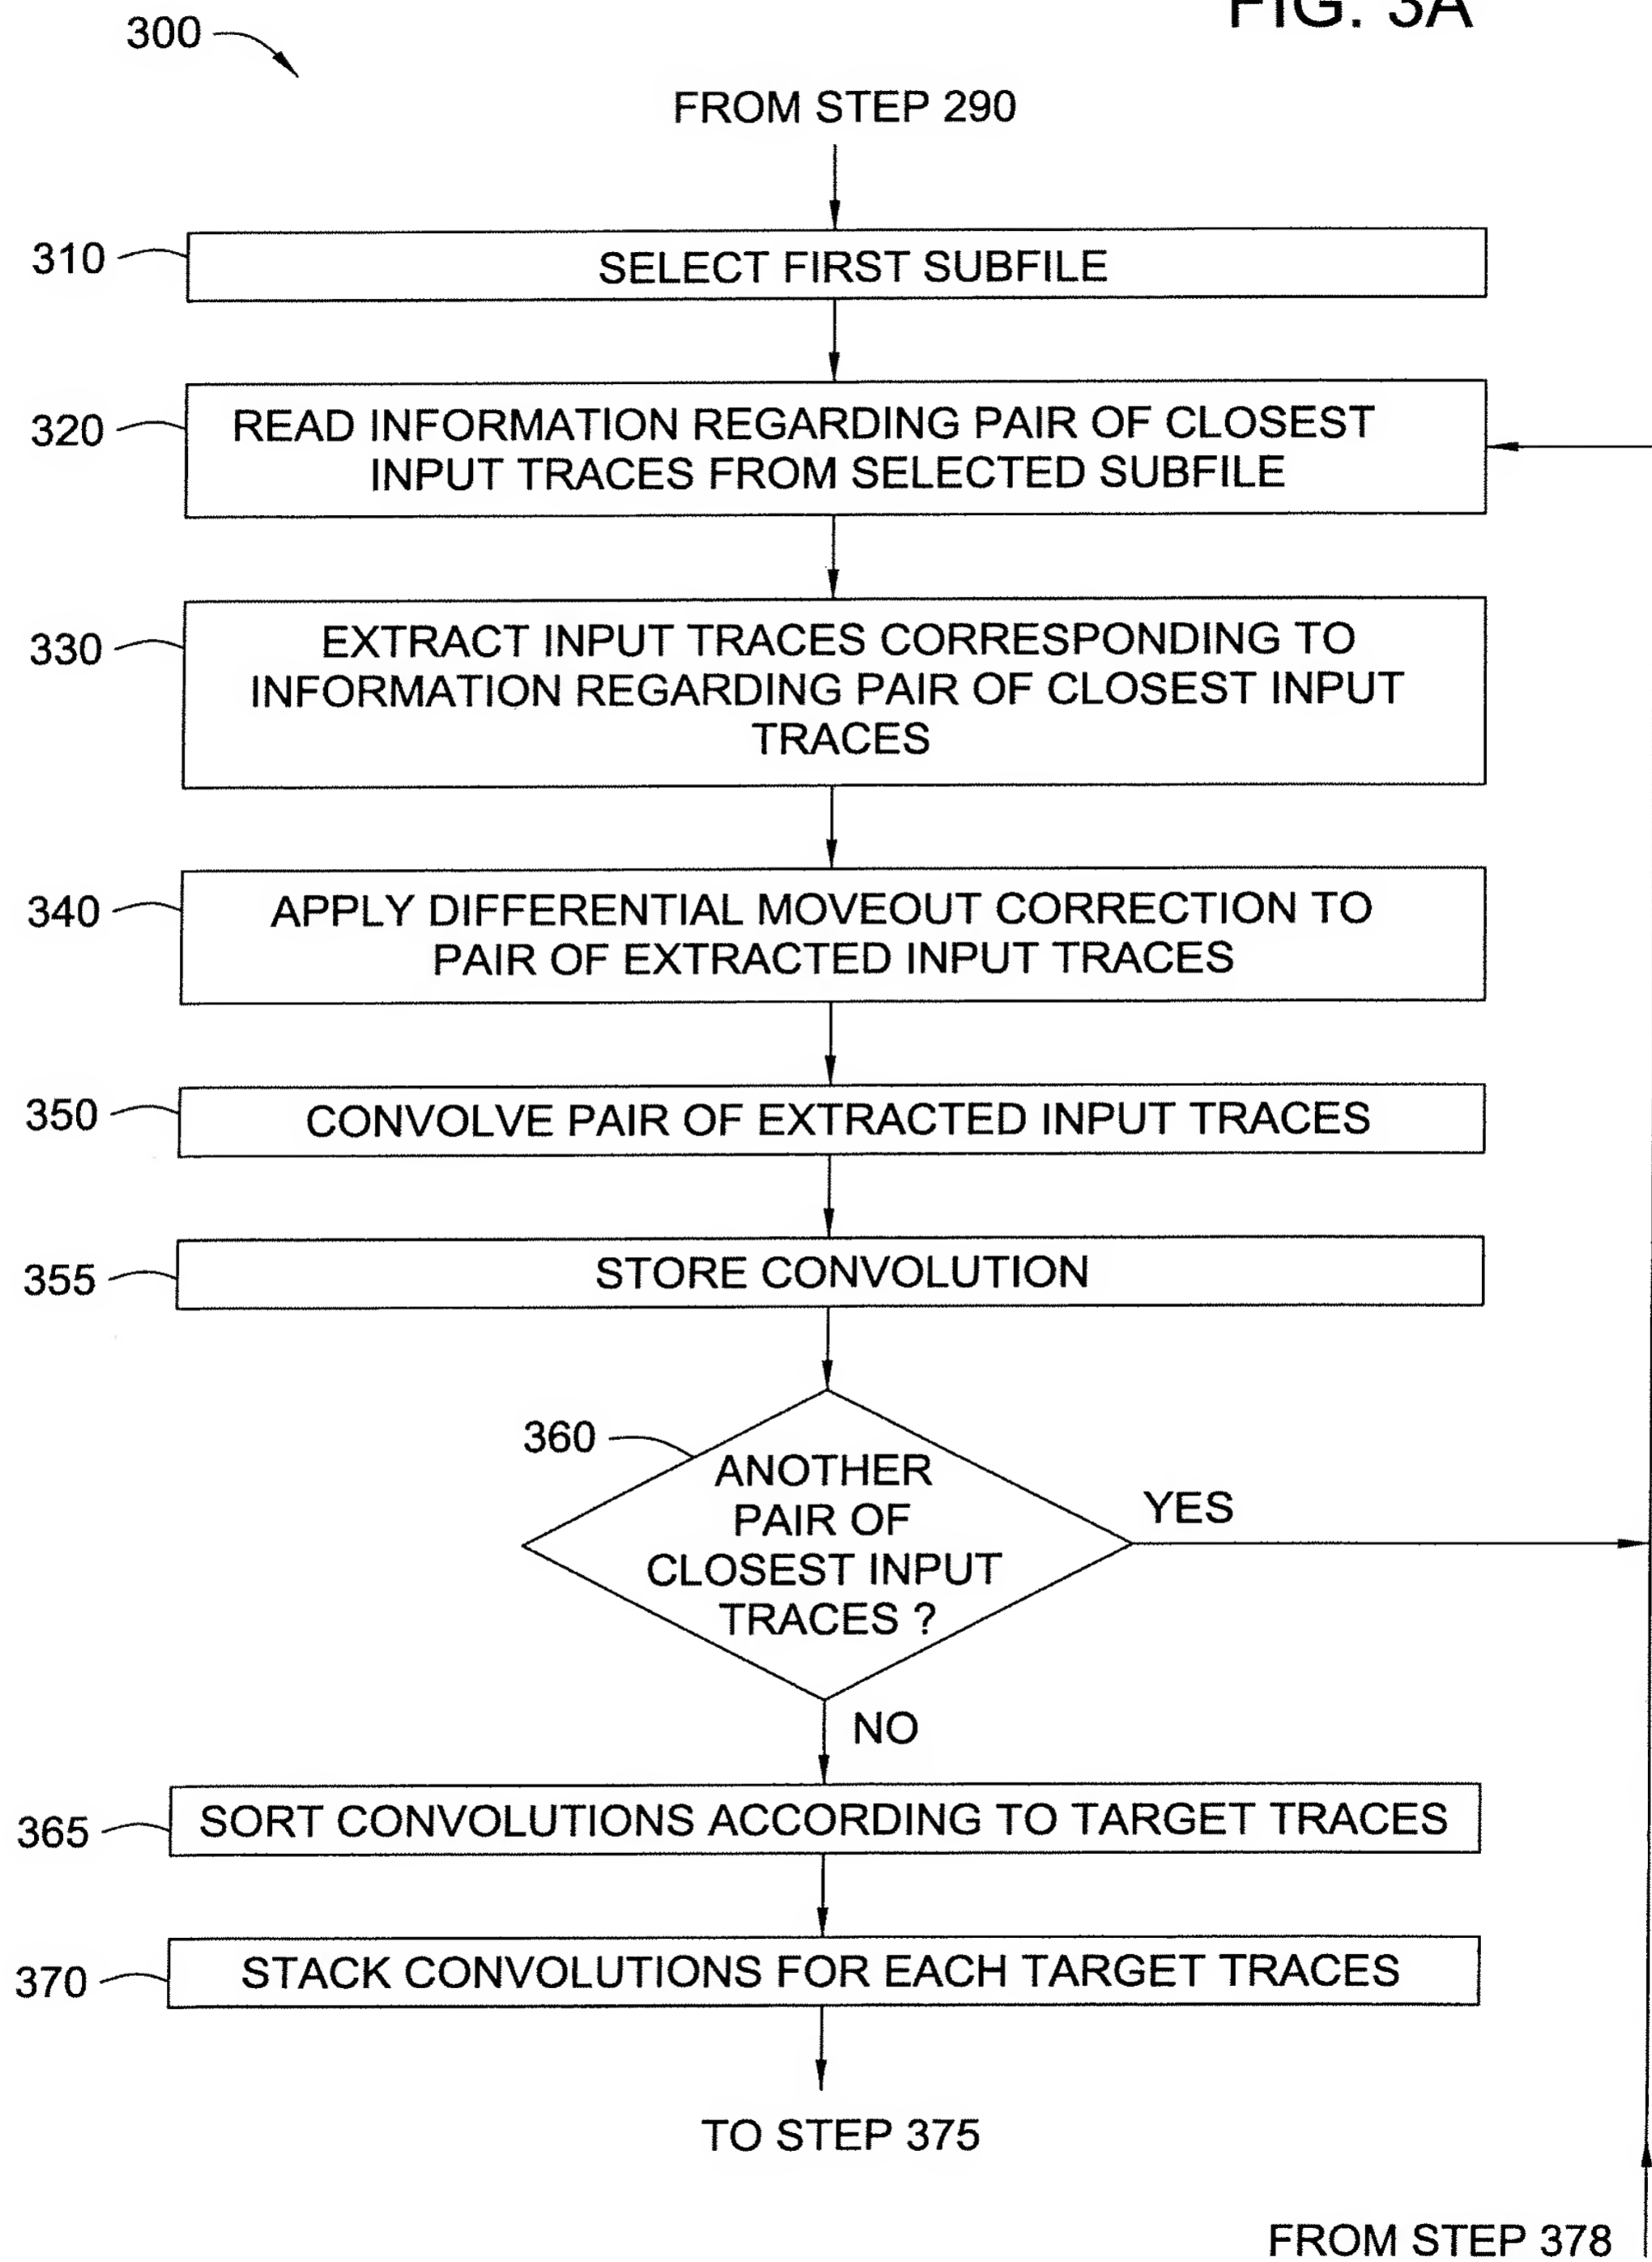 FIG. 3A
300
FROM STEP 290
310
SELECT FIRST SUBFILE
320
READ INFORMATION REGARDING PAIR OF CLOSEST
INPUT TRACES FROM SELECTED SUBFILE
330
EXTRACT INPUT TRACES CORRESPONDING TO
INFORMATION REGARDING PAIR OF CLOSEST INPUT
TRACES
340
APPLY DIFFERENTIAL MOVEOUT CORRECTION TO
PAIR OF EXTRACTED INPUT TRACES
350
CONVOLVE PAIR OF EXTRACTED INPUT TRACES
355
STORE CONVOLUTION
360
ANOTHER
PAIR OF
CLOSEST INPUT
TRACES ?
YES
NO
365
SORT CONVOLUTIONS ACCORDING TO TARGET TRACES
370
STACK CONVOLUTIONS FOR EACH TARGET TRACES
TO STEP 375
FROM STEP 378